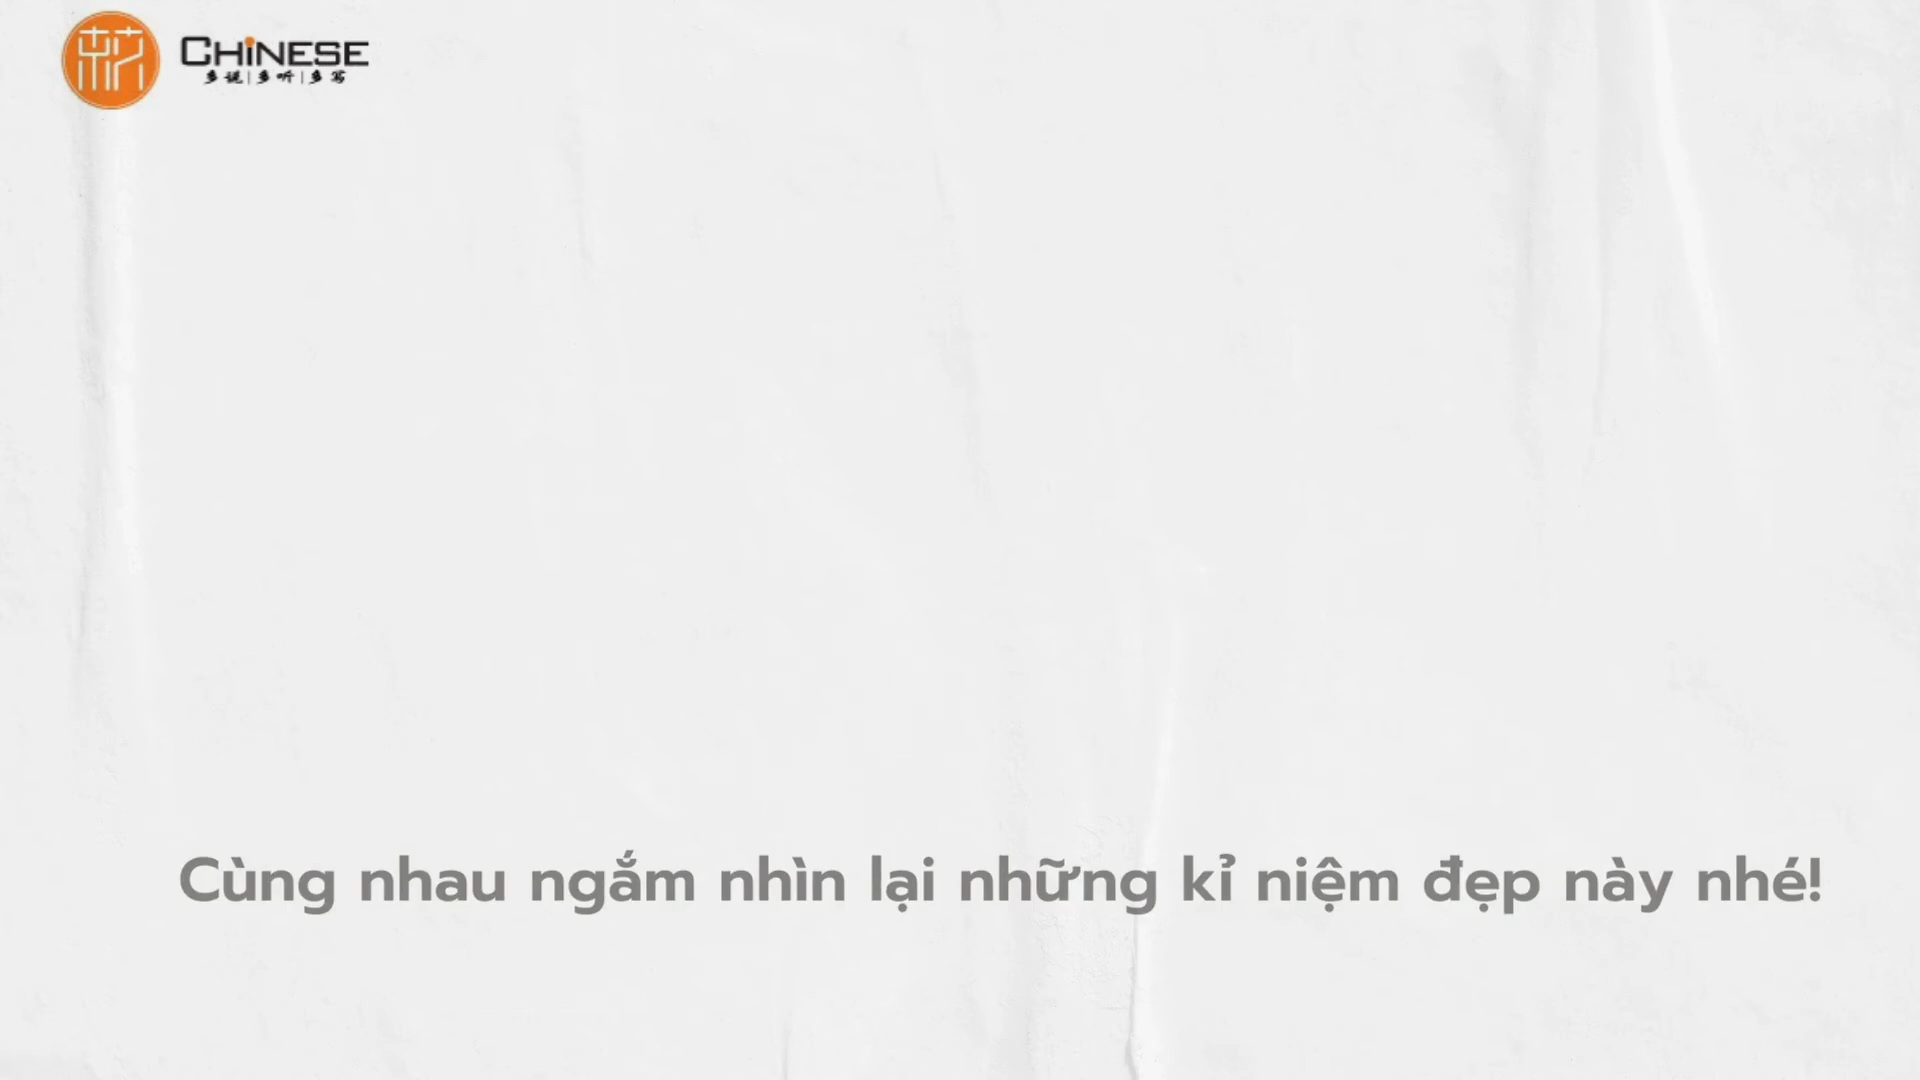 CHiNESE
多说|多听|多写
Cùng nhau ngắm nhìn lại những kỉ niệm đẹp này nhé!